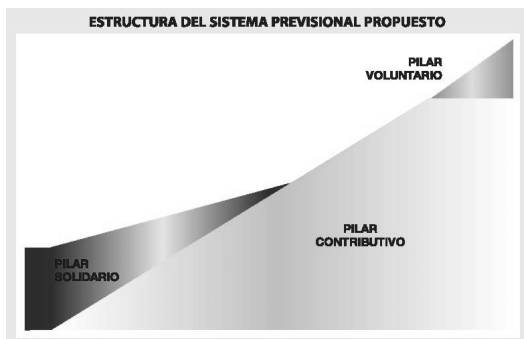 ESTRUCTURA DEL SISTEMA PREVISIONAL PROPUESTO
PILAR
VOLUNTARIO
PILAR
CONTRIBUTIVO
PILAR
SOLIDARIO